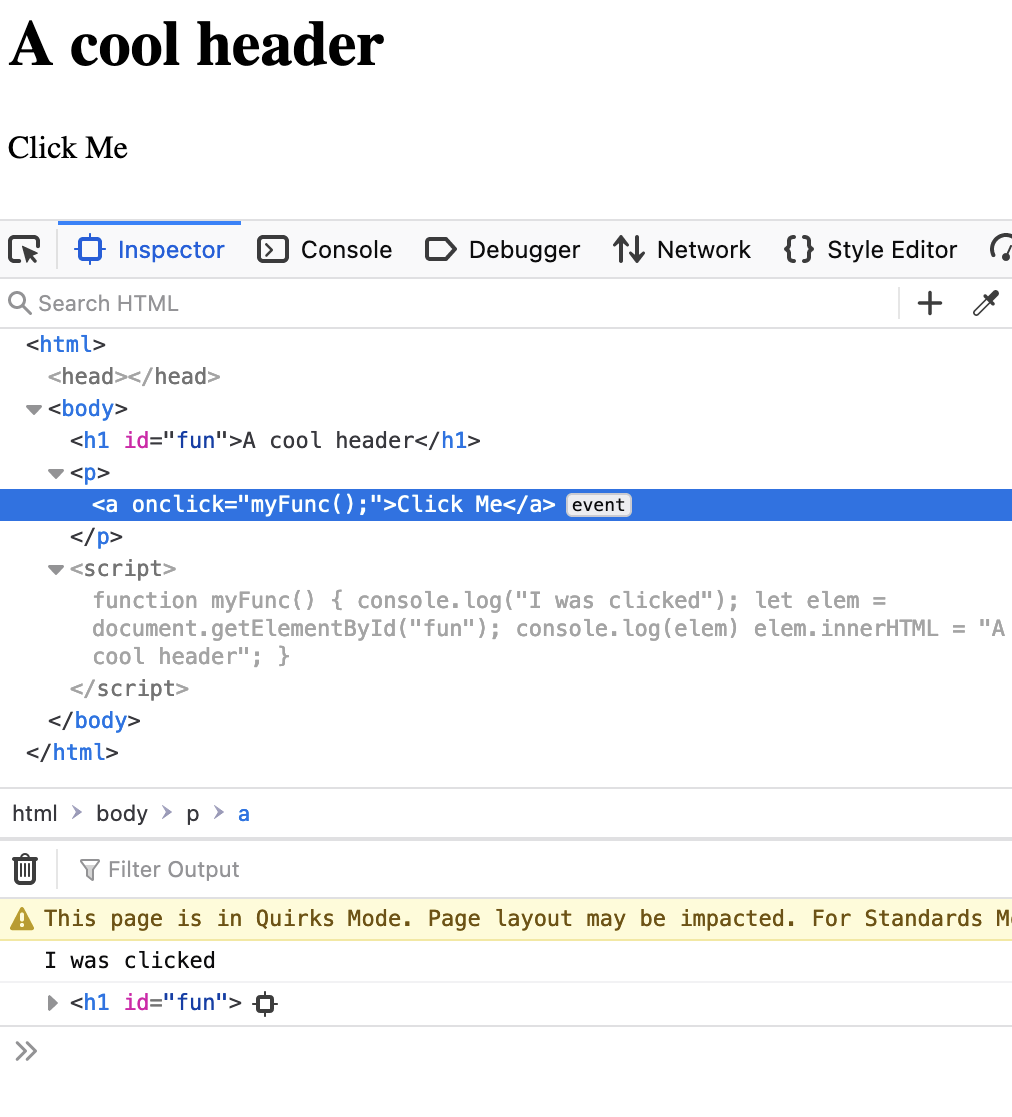 A cool header
Click Me
Inspector Console Debugger Network Style Editor
Search HTML
<html>
<head></head>
<body>
<h1 id="fun">A cool header</h1>
<p>
<a onclick="myFunc();">Click Me</a> event
</p>
<script>
function myFunc() { console.log("I was clicked"); let elem =
document.getElementById("fun"); console.log(elem) elem.innerHTML = "A
cool header"; }
</script>
</body>
</html>
html > body > p > a
Filter Output
This page is in Quirks Mode. Page layout may be impacted. For Standards
I was clicked
<h1 id="fun">